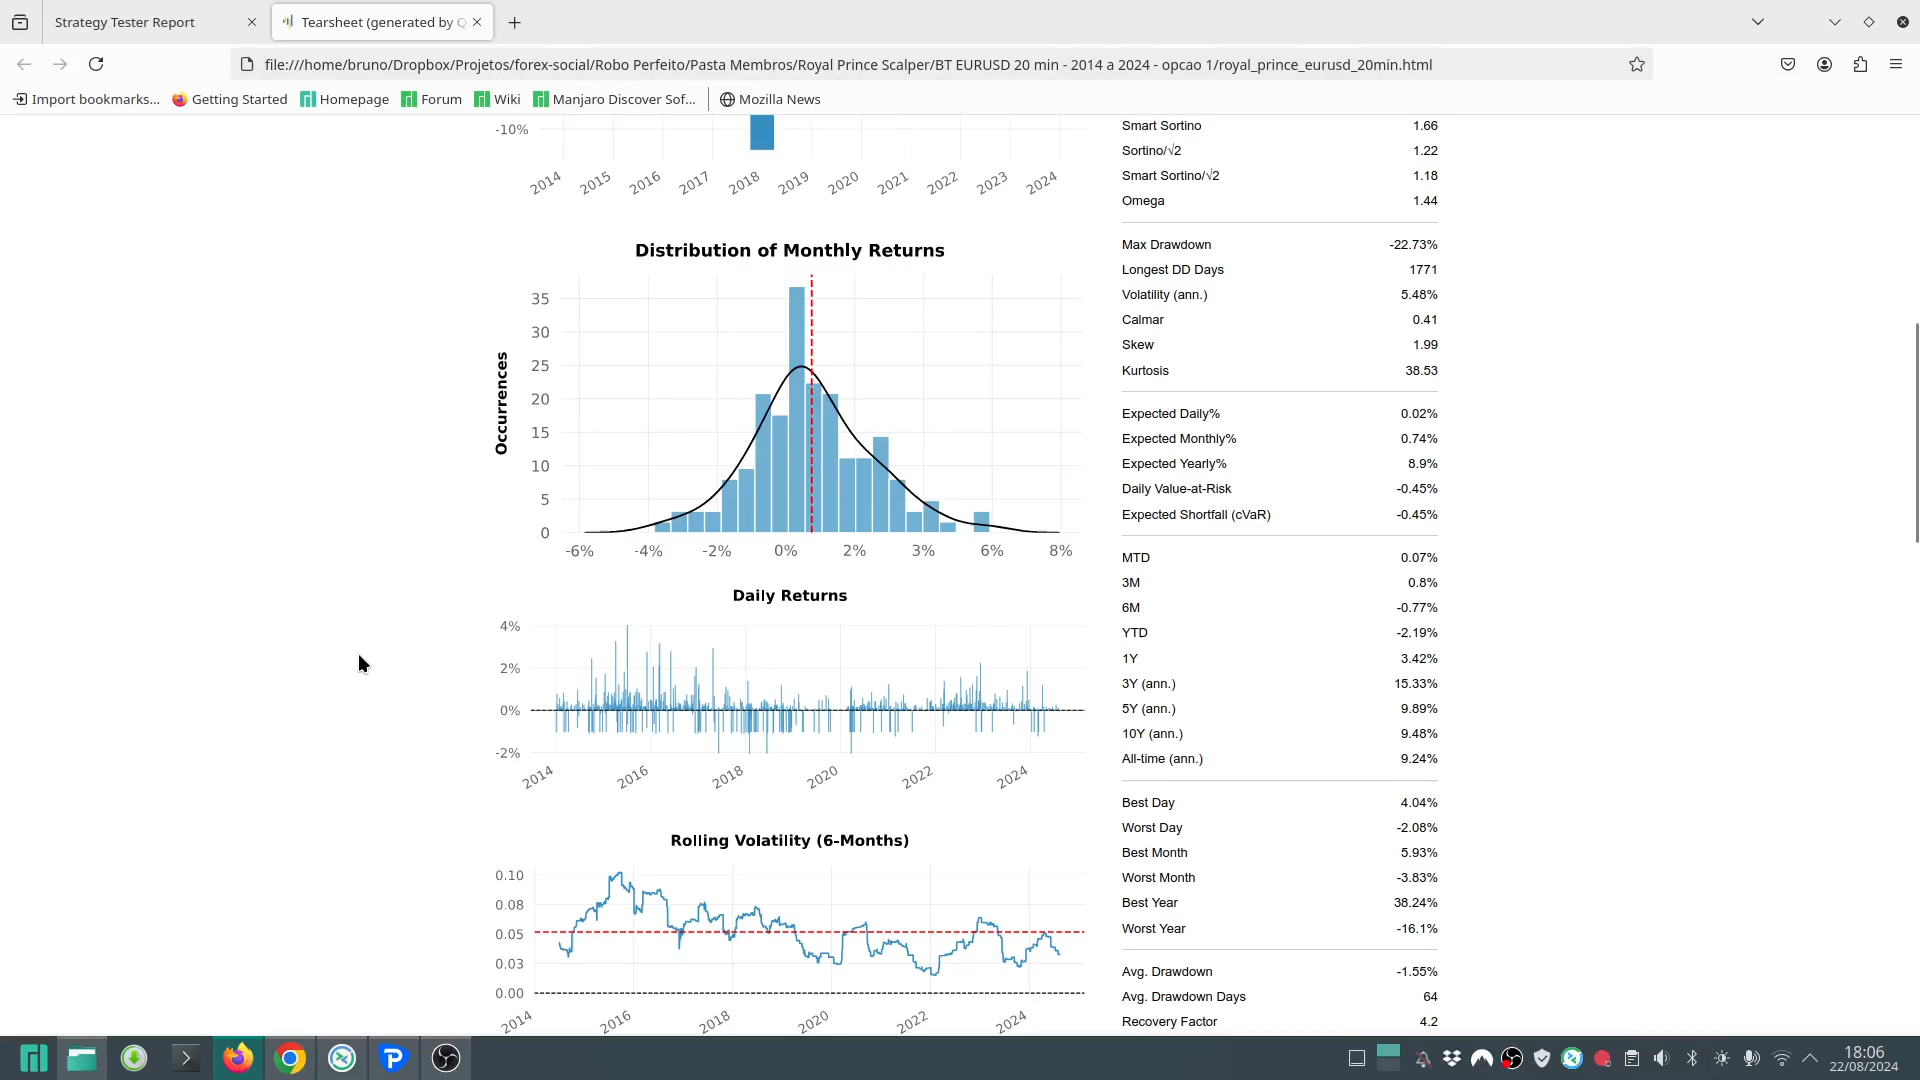 Strategy Tester Report
Tearsheet (generated by Q
file:///home/bruno/Dropbox/Projetos/forex-social/Robo Perfeito/Pasta Membros/Royal Prince Scalper/BT EURUSD 20 min - 2014 a 2024 - opcao 1/royal_prince_eurusd_20min.html
Import bookmarks... Getting Started Homepage Forum Wiki Manjaro Discover Sof... Mozilla News
-10%
2014 2015 2016 2017 2018 2019 2020 2021 2022 2023 2024
Distribution of Monthly Returns
Occurrences
35
30
25
20
15
10
5
0
-6% -4% -2% 0% 2% 3% 6% 8%
Daily Returns
4%
2%
0%
-2%
2014 2016 2018 2020 2022 2024
Rolling Volatility (6-Months)
0.10
0.08
0.05
0.03
0.00
2014 2016 2018 2020 2022 2024
Smart Sortino 1.66
Sortino/√2 1.22
Smart Sortino/√2 1.18
Omega 1.44
Max Drawdown -22.73%
Longest DD Days 1771
Volatility (ann.) 5.48%
Calmar 0.41
Skew 1.99
Kurtosis 38.53
Expected Daily% 0.02%
Expected Monthly% 0.74%
Expected Yearly% 8.9%
Daily Value-at-Risk -0.45%
Expected Shortfall (cVaR) -0.45%
MTD 0.07%
3M 0.8%
6M -0.77%
YTD -2.19%
1Y 3.42%
3Y (ann.) 15.33%
5Y (ann.) 9.89%
10Y (ann.) 9.48%
All-time (ann.) 9.24%
Best Day 4.04%
Worst Day -2.08%
Best Month 5.93%
Worst Month -3.83%
Best Year 38.24%
Worst Year -16.1%
Avg. Drawdown -1.55%
Avg. Drawdown Days 64
Recovery Factor 4.2
18:06
22/08/2024